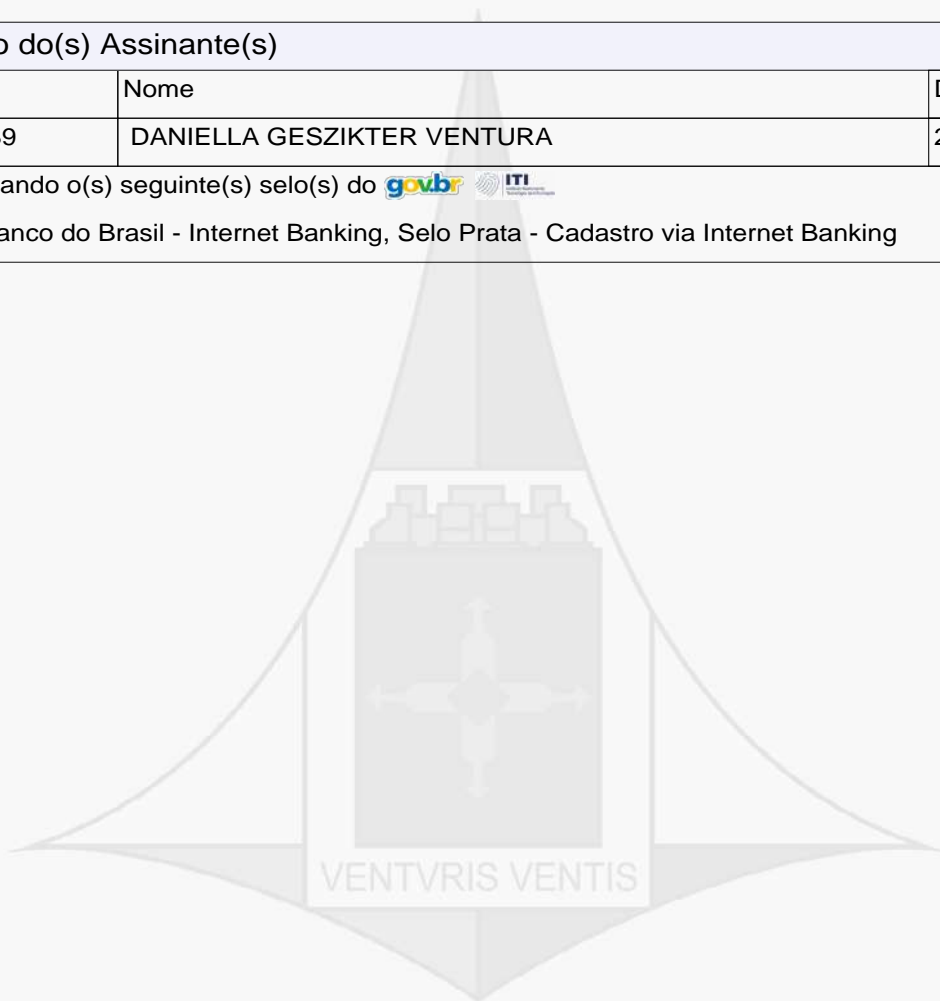 o do(s) Assinante(s)
Nome
9 DANIELLA GESZIKTER VENTURA 2
ando o(s) seguinte(s) selo(s) do gov.br ITI
anco do Brasil - Internet Banking, Selo Prata - Cadastro via Internet Banking
VENTVRIS VENTIS